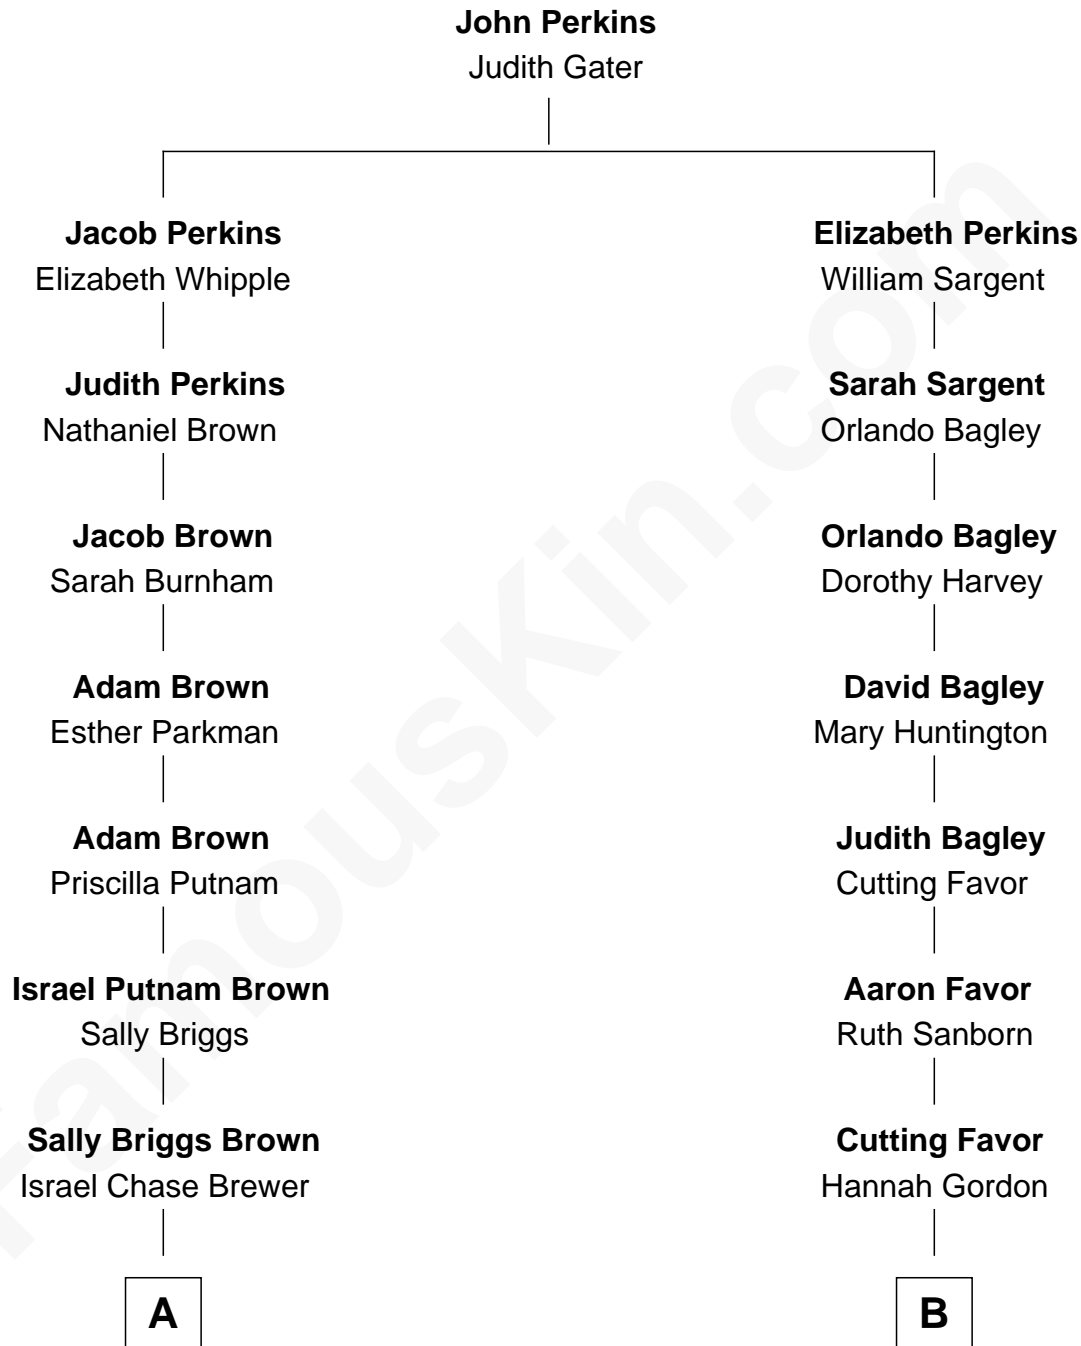 John Perkins
Judith Gater
Jacob Perkins
Elizabeth Whipple
Elizabeth Perkins
William Sargent
Judith Perkins
Nathaniel Brown
Sarah Sargent
Orlando Bagley
Jacob Brown
Sarah Burnham
Orlando Bagley
Dorothy Harvey
Adam Brown
Esther Parkman
David Bagley
Mary Huntington
Adam Brown
Priscilla Putnam
Judith Bagley
Cutting Favor
Israel Putnam Brown
Sally Briggs
Aaron Favor
Ruth Sanborn
Sally Briggs Brown
Israel Chase Brewer
Cutting Favor
Hannah Gordon
A
B
FamousKin.com